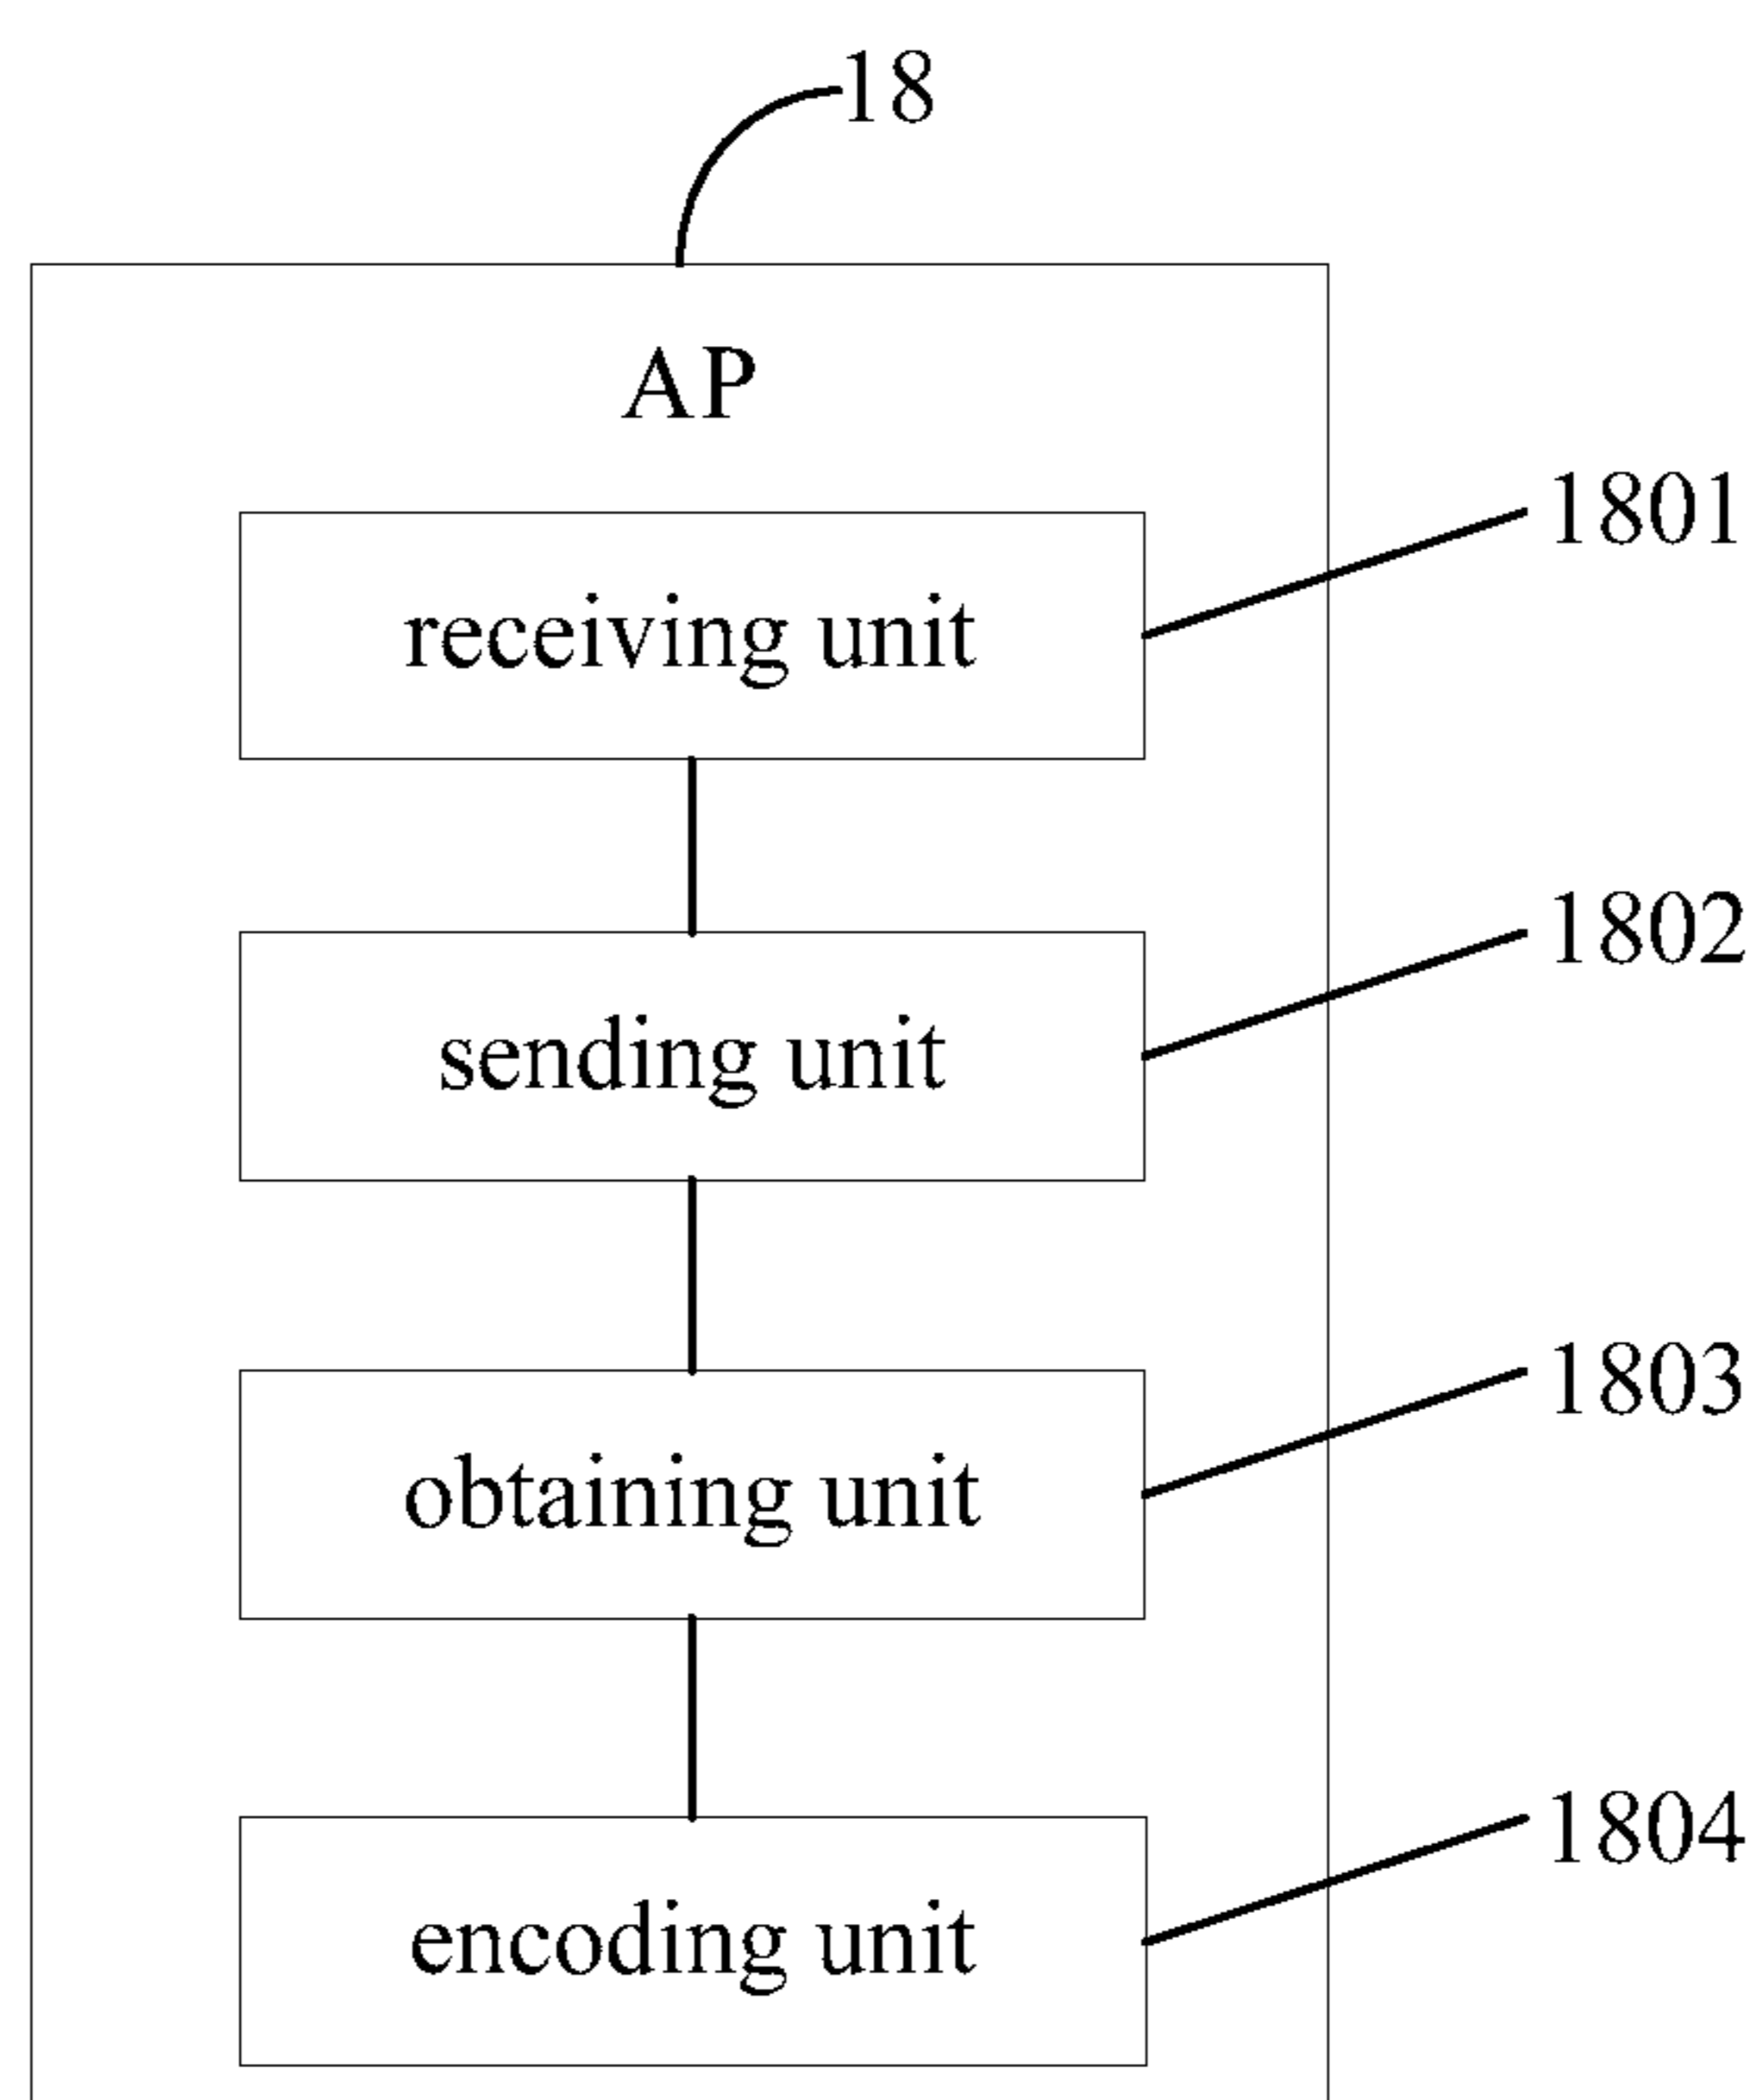 18
AP
1801
receiving unit
1802
sending unit
1803
obtaining unit
1804
encoding unit